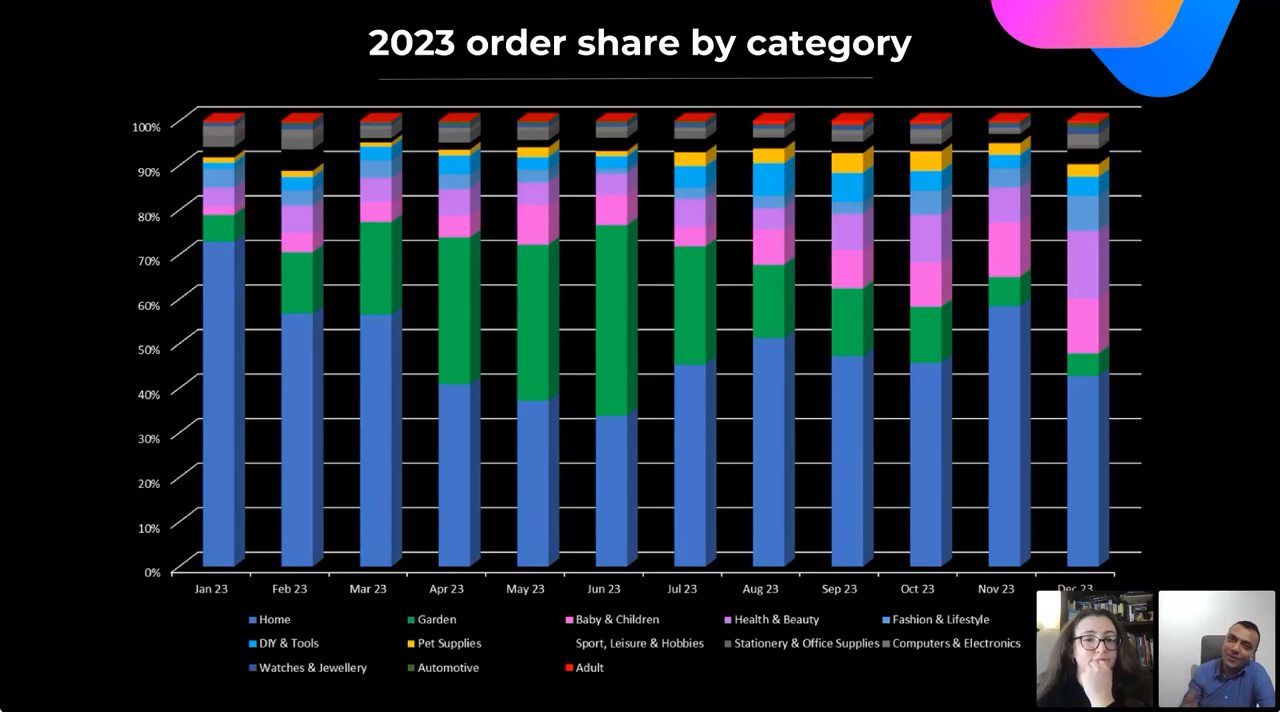 2023 order share by category
100%
90%
80%
70%
60%
50%
40%
30%
20%
10%
0%
Jan 23 Feb 23 Mar 23 Apr 23 May 23 Jun 23 Jul 23 Aug 23 Sep 23 Oct 23 Nov 23 Dec 23
Home Garden Baby & Children Health & Beauty Fashion & Lifestyle
DIY & Tools Pet Supplies Sport, Leisure & Hobbies Stationery & Office Supplies Computers & Electronics
Watches & Jewellery Automotive Adult